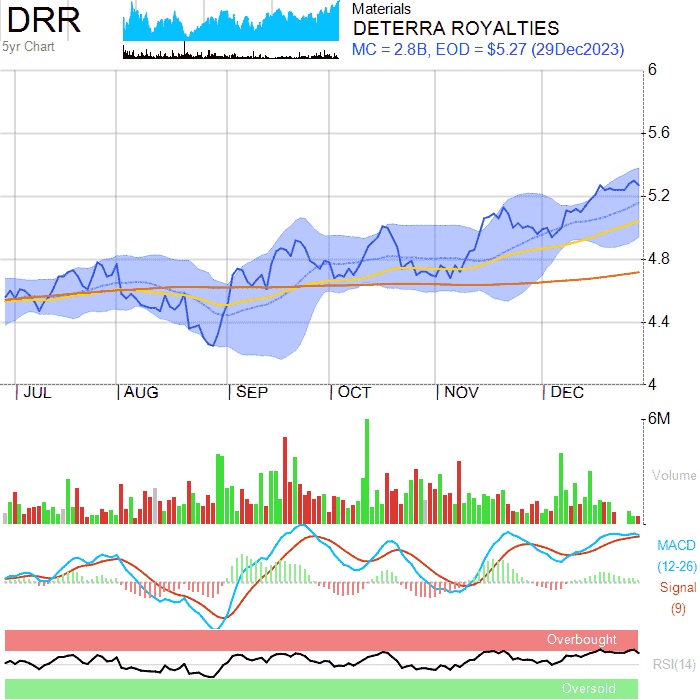 DRR
5yr Chart
Materials
DETERRA ROYALTIES
MC = 2.8B, EOD = $5.27 (29Dec2023)
6
5.6
5.2
4.8
4.4
4
JUL AUG SEP OCT NOV DEC
6M
Volume
MACD
(12-26)
Signal
(9)
Overbought
RSI(14)
Oversold